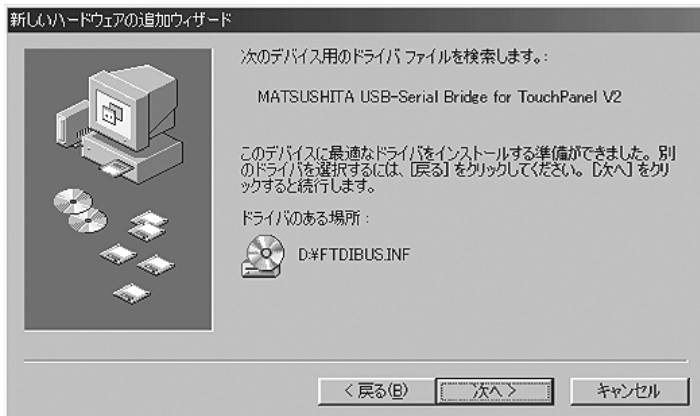 新しいハードウェアの追加ウィザード
次のデバイス用のドライバ ファイルを検索します。:
MATSUSHITA USB-Serial Bridge for TouchPanel V2
このデバイスに最適なドライバをインストールする準備ができました。別
のドライバを選択するには、[戻る] をクリックしてください。[次へ] をクリ
ックすると続行します。
ドライバのある場所:
D:¥FTDIBUS.INF
< 戻る(B)
次へ >
キャンセル